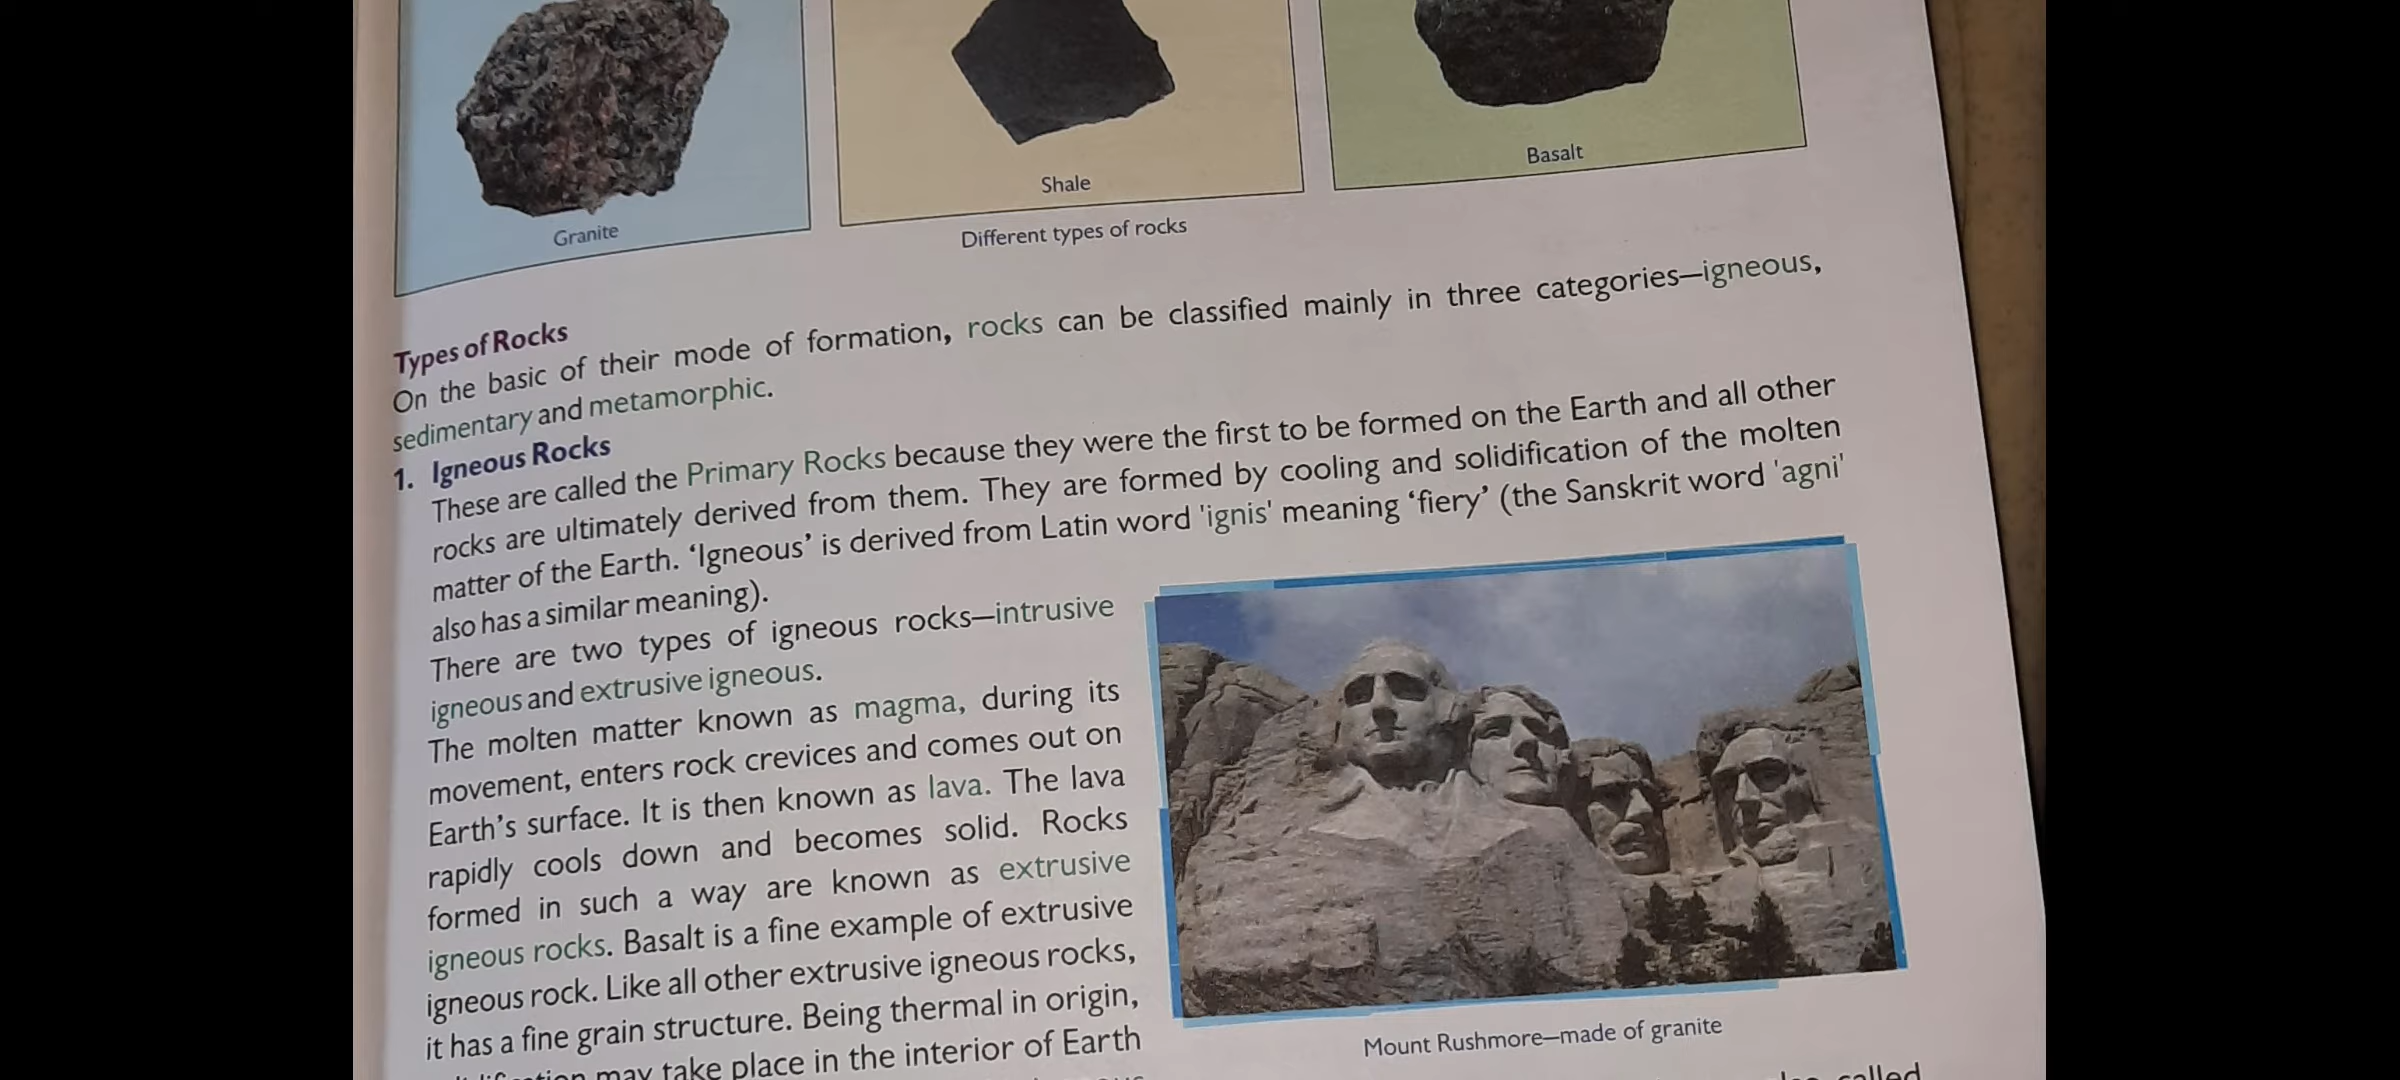 Granite
Shale
Basalt
Different types of rocks
Types of Rocks
On the basic of their mode of formation, rocks can be classified mainly in three categories—igneous,
sedimentary and metamorphic.
1. Igneous Rocks
These are called the Primary Rocks because they were the first to be formed on the Earth and all other
rocks are ultimately derived from them. They are formed by cooling and solidification of the molten
matter of the Earth. ‘Igneous’ is derived from Latin word 'ignis' meaning ‘fiery’ (the Sanskrit word 'agni'
also has a similar meaning).
There are two types of igneous rocks—intrusive
igneous and extrusive igneous.
The molten matter known as magma, during its
movement, enters rock crevices and comes out on
Earth’s surface. It is then known as lava. The lava
rapidly cools down and becomes solid. Rocks
formed in such a way are known as extrusive
igneous rocks. Basalt is a fine example of extrusive
igneous rock. Like all other extrusive igneous rocks,
it has a fine grain structure. Being thermal in origin,
may take place in the interior of Earth
Mount Rushmore—made of granite
called